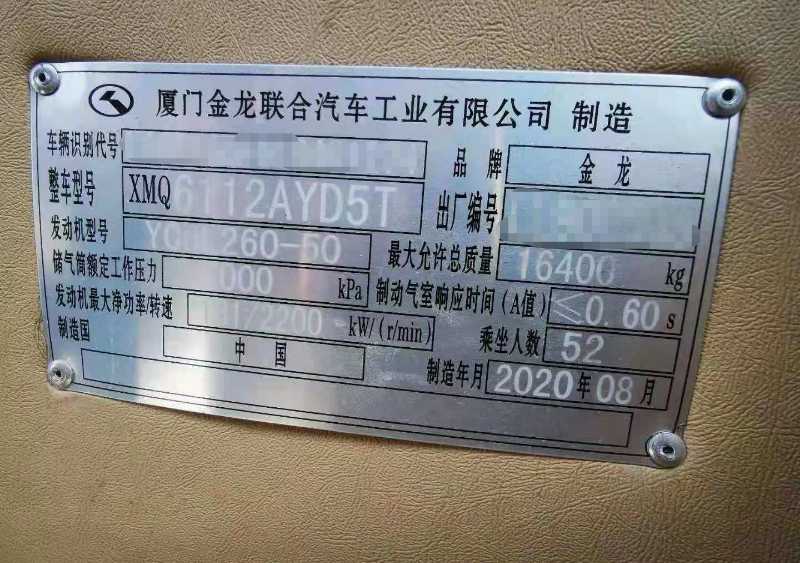 厦门金龙联合汽车工业有限公司 制造
车辆识别代号 品牌 金龙
整车型号 XMQ6112AYD5T 出厂编号
发动机型号 260-50 最大允许总质量 16400 kg
储气筒额定工作压力 000 kPa 制动气室响应时间(A值) ≤0.60 s
发动机最大净功率/转速 /2200 kW/(r/min) 乘坐人数 52
制造国 中国 制造年月 2020年08月